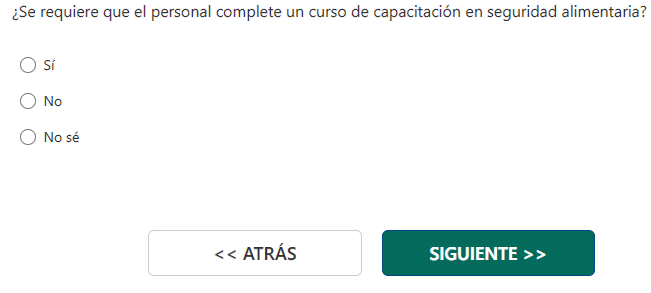 ¿Se requiere que el personal complete un curso de capacitación en seguridad alimentaria?
Sí
No
No sé
<< ATRÁS
SIGUIENTE >>